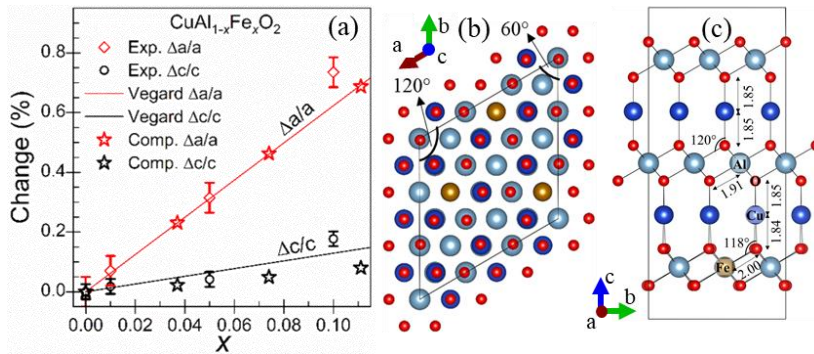 CuAl1-xFexO2
(a)
Exp. Δa/a
Exp. Δc/c
Vegard Δa/a
Vegard Δc/c
Comp. Δa/a
Comp. Δc/c
Δa/a
Δc/c
Change (%)
0.8
0.6
0.4
0.2
0.0
0.00 0.02 0.04 0.06 0.08 0.10
X
(b)
b
a
c
60°
120°
(c)
1.85
1.85
120°
Al
1.91
O
1.85
Cu
1.84
118°
Fe
2.00
c
a
b